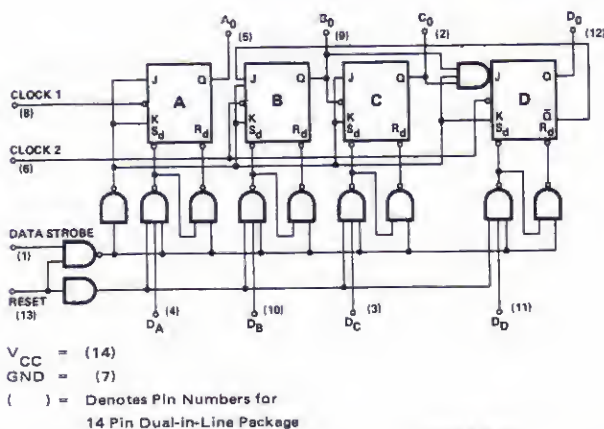 A0 B0 C0 D0
(5) (9) (2) (12)
J Q J Q J Q J Q
CLOCK 1 A B C D
(8)
K K K K Q̅
Sd Rd Sd Rd Sd Rd Sd Rd
CLOCK 2
(6)
DATA STROBE
(1)
RESET
(13)
DA (4) DB (10) DC (3) DD (11)
VCC = (14)
GND = (7)
( ) = Denotes Pin Numbers for
14 Pin Dual-in-Line Package